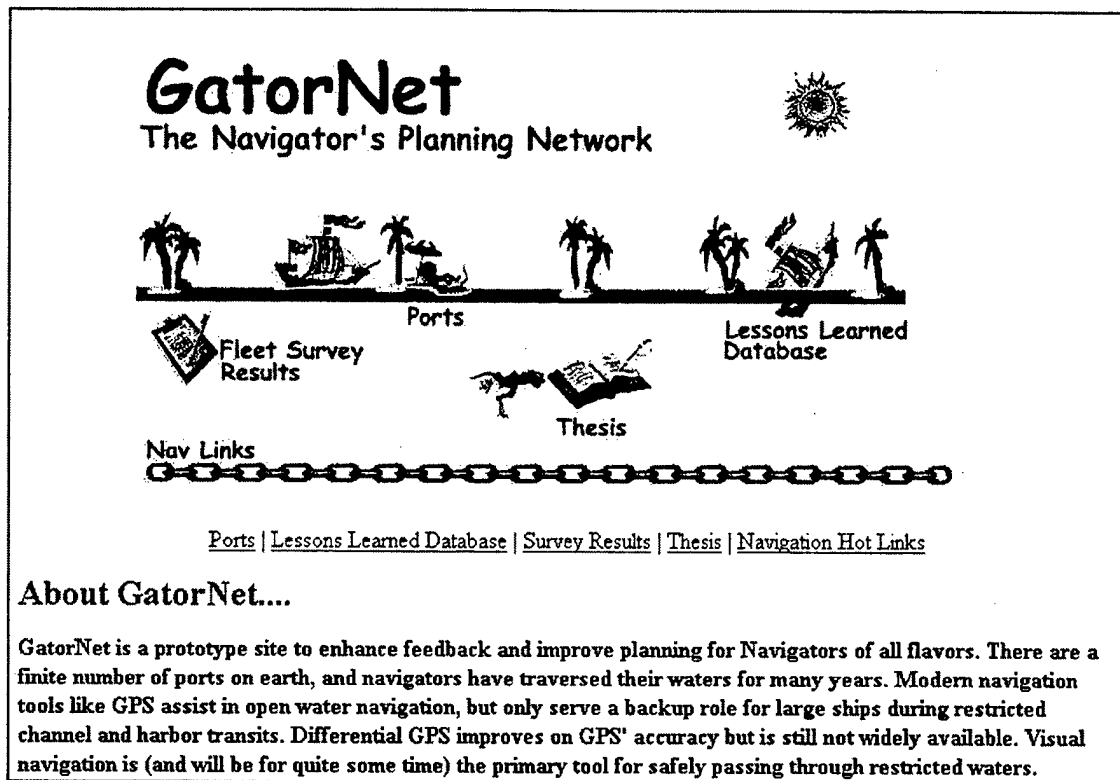 GatorNet
The Navigator's Planning Network
Ports
Lessons Learned
Database
Fleet Survey
Results
Thesis
Nav Links
Ports | Lessons Learned Database | Survey Results | Thesis | Navigation Hot Links
About GatorNet....
GatorNet is a prototype site to enhance feedback and improve planning for Navigators of all flavors. There are a
finite number of ports on earth, and navigators have traversed their waters for many years. Modern navigation
tools like GPS assist in open water navigation, but only serve a backup role for large ships during restricted
channel and harbor transits. Differential GPS improves on GPS' accuracy but is still not widely available. Visual
navigation is (and will be for quite some time) the primary tool for safely passing through restricted waters.